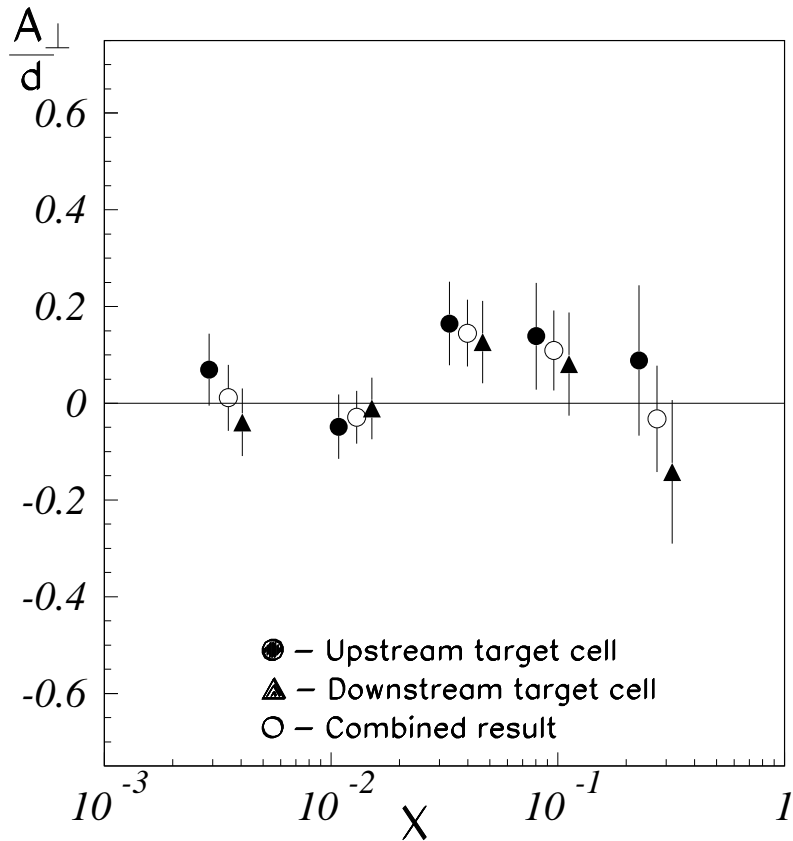 A⊥
d
0.6
0.4
0.2
0
-0.2
-0.4
-0.6
– Upstream target cell
– Downstream target cell
– Combined result
10 -3
10 -2
10 -1
1
X